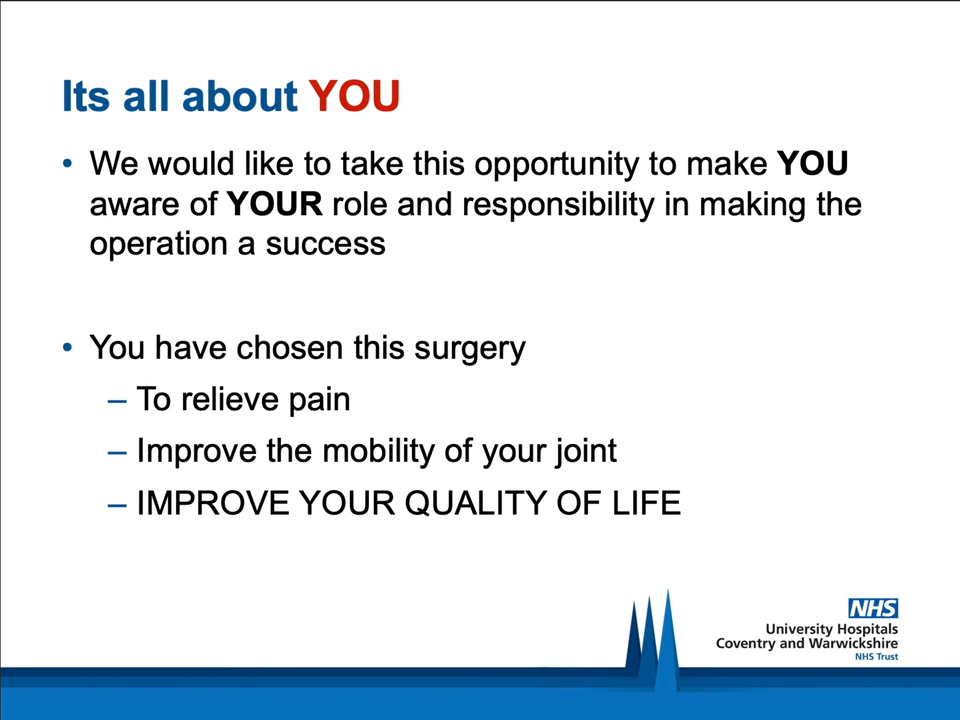 Its all about YOU
• We would like to take this opportunity to make YOU
aware of YOUR role and responsibility in making the
operation a success
• You have chosen this surgery
– To relieve pain
– Improve the mobility of your joint
– IMPROVE YOUR QUALITY OF LIFE
NHS
University Hospitals
Coventry and Warwickshire
NHS Trust